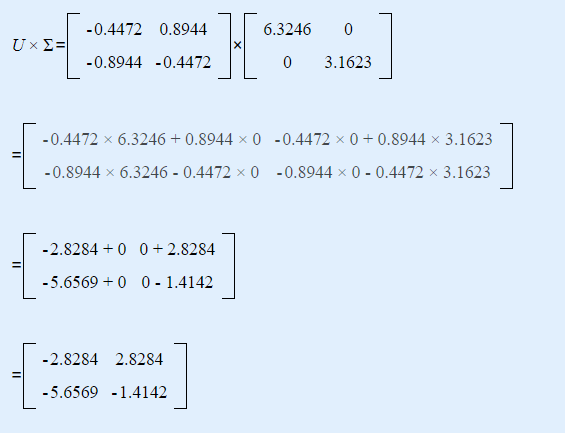 U × Σ = [ -0.4472 0.8944 ] × [ 6.3246 0 ]
[ -0.8944 -0.4472 ] [ 0 3.1623 ]
= [ -0.4472 × 6.3246 + 0.8944 × 0 -0.4472 × 0 + 0.8944 × 3.1623 ]
[ -0.8944 × 6.3246 - 0.4472 × 0 -0.8944 × 0 - 0.4472 × 3.1623 ]
= [ -2.8284 + 0 0 + 2.8284 ]
[ -5.6569 + 0 0 - 1.4142 ]
= [ -2.8284 2.8284 ]
[ -5.6569 -1.4142 ]